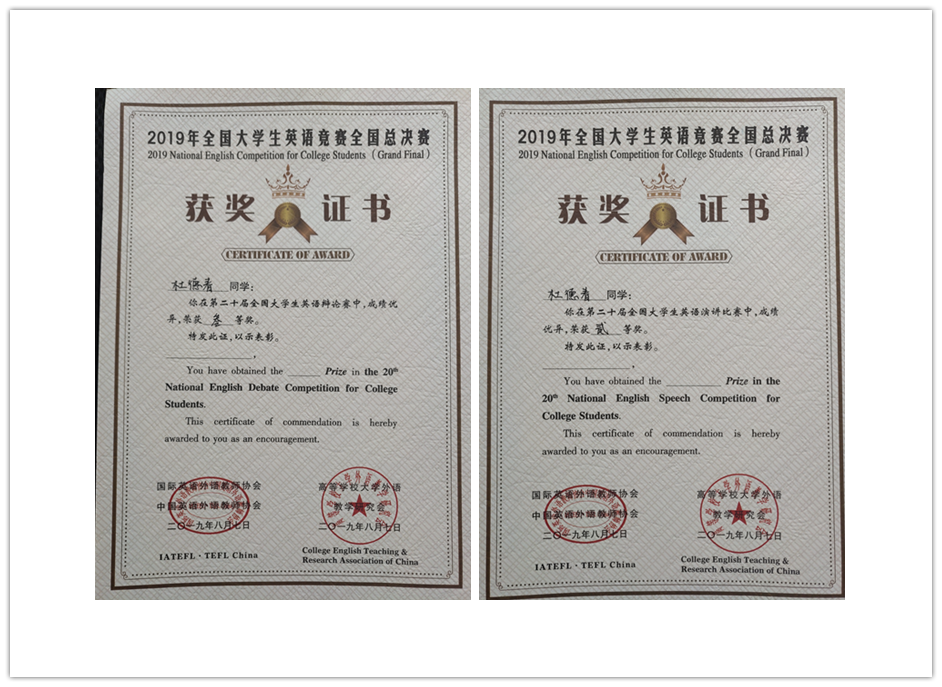 2019年全国大学生英语竞赛全国总决赛
2019 National English Competition for College Students ( Grand Final )
获奖 证书
CERTIFICATE OF AWARD
杜德青 同学:
你在第二十届全国大学生英语辩论赛中,成绩优
异,荣获 叁 等奖。
特发此证,以示表彰。
,
You have obtained the ______ Prize in the 20th
National English Debate Competition for College
Students.
This certificate of commendation is hereby
awarded to you as an encouragement.
国际英语外语教师协会
中国英语外语教师协会
二〇一九年八月七日
IATEFL · TEFL China
高等学校大学外语
教学研究会
二〇一九年八月七日
College English Teaching &
Research Association of China
2019年全国大学生英语竞赛全国总决赛
2019 National English Competition for College Students ( Grand Final )
获奖 证书
CERTIFICATE OF AWARD
杜德青 同学:
你在第二十届全国大学生英语演讲比赛中,成绩
优异,荣获 贰 等奖。
特发此证,以示表彰。
,
You have obtained the ______ Prize in the
20th National English Speech Competition for
College Students.
This certificate of commendation is hereby
awarded to you as an encouragement.
国际英语外语教师协会
中国英语外语教师协会
二〇一九年八月七日
IATEFL · TEFL China
高等学校大学外语
教学研究会
二〇一九年八月七日
College English Teaching &
Research Association of China